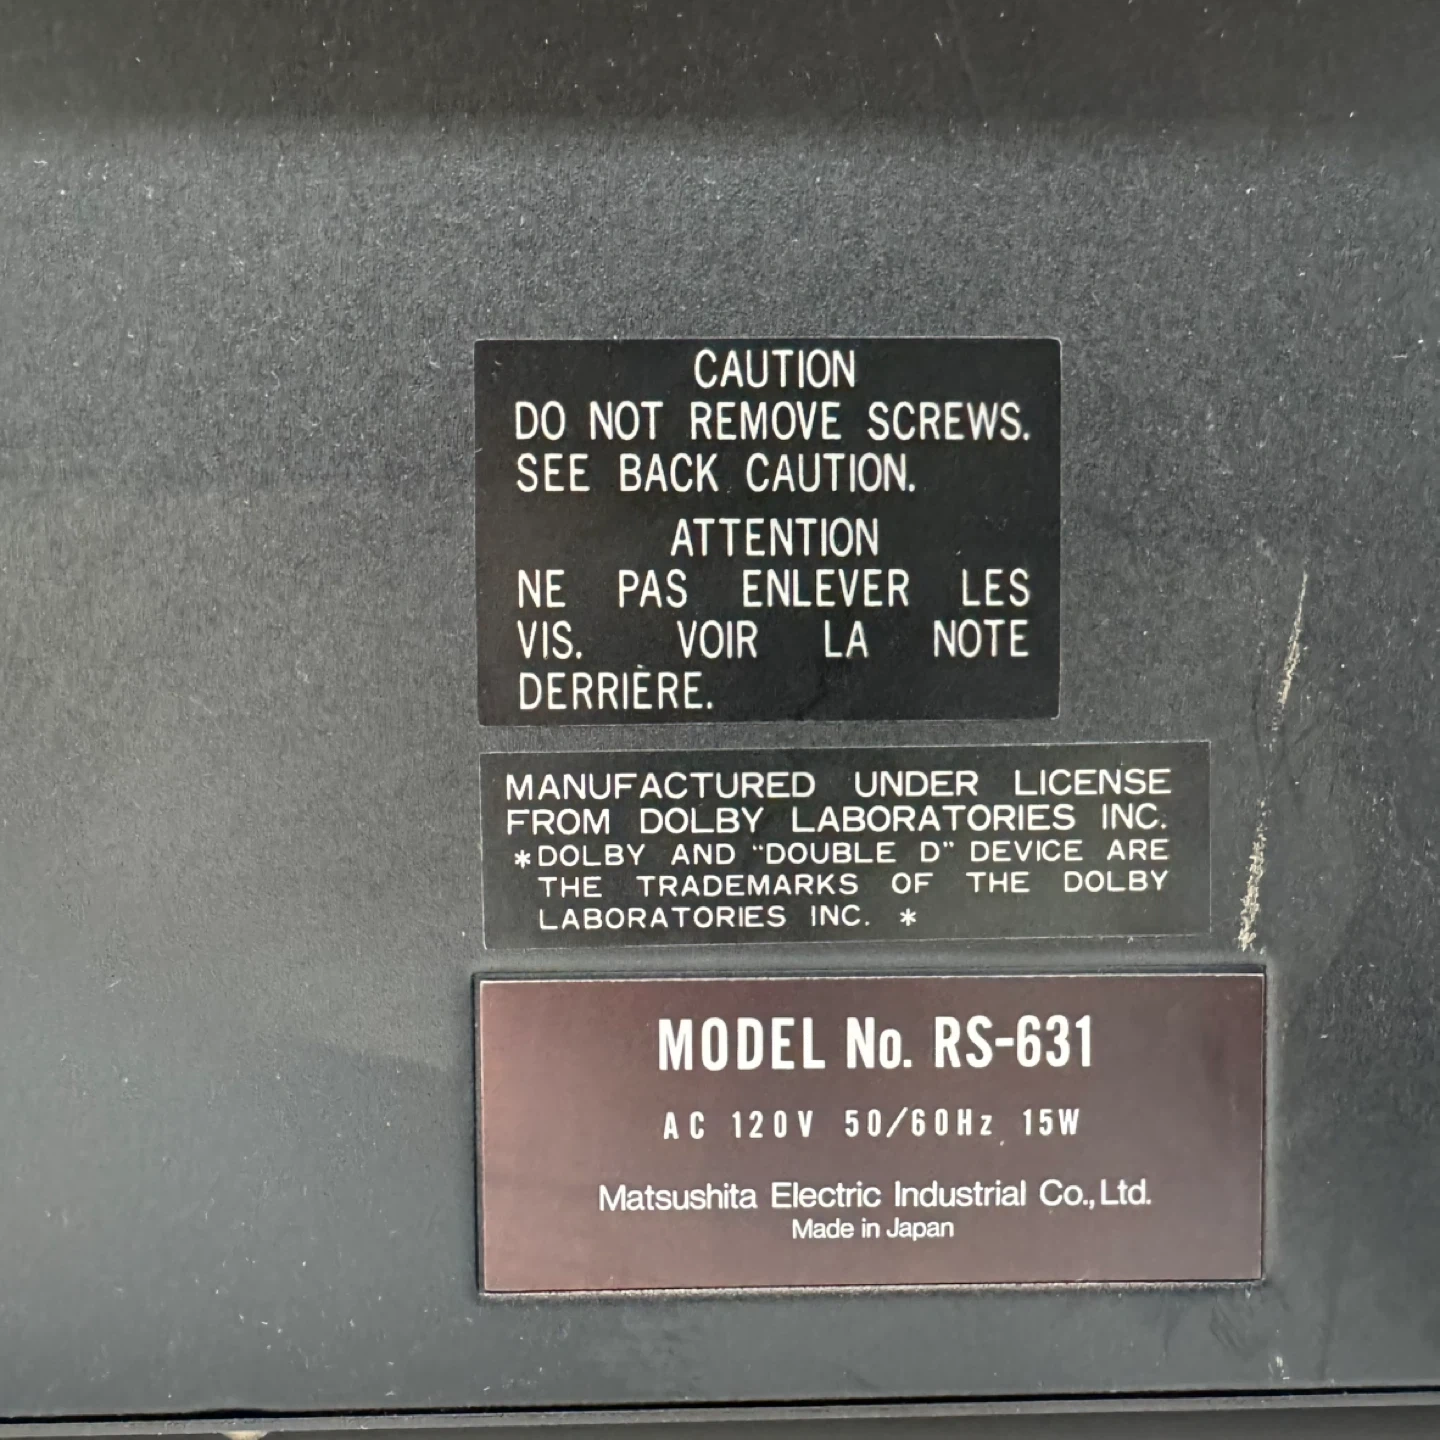 CAUTION
DO NOT REMOVE SCREWS.
SEE BACK CAUTION.
ATTENTION
NE PAS ENLEVER LES
VIS. VOIR LA NOTE
DERRIÈRE.
MANUFACTURED UNDER LICENSE
FROM DOLBY LABORATORIES INC.
*DOLBY AND "DOUBLE D" DEVICE ARE
THE TRADEMARKS OF THE DOLBY
LABORATORIES INC. *
MODEL No. RS-631
AC 120V 50/60Hz 15W
Matsushita Electric Industrial Co., Ltd.
Made in Japan